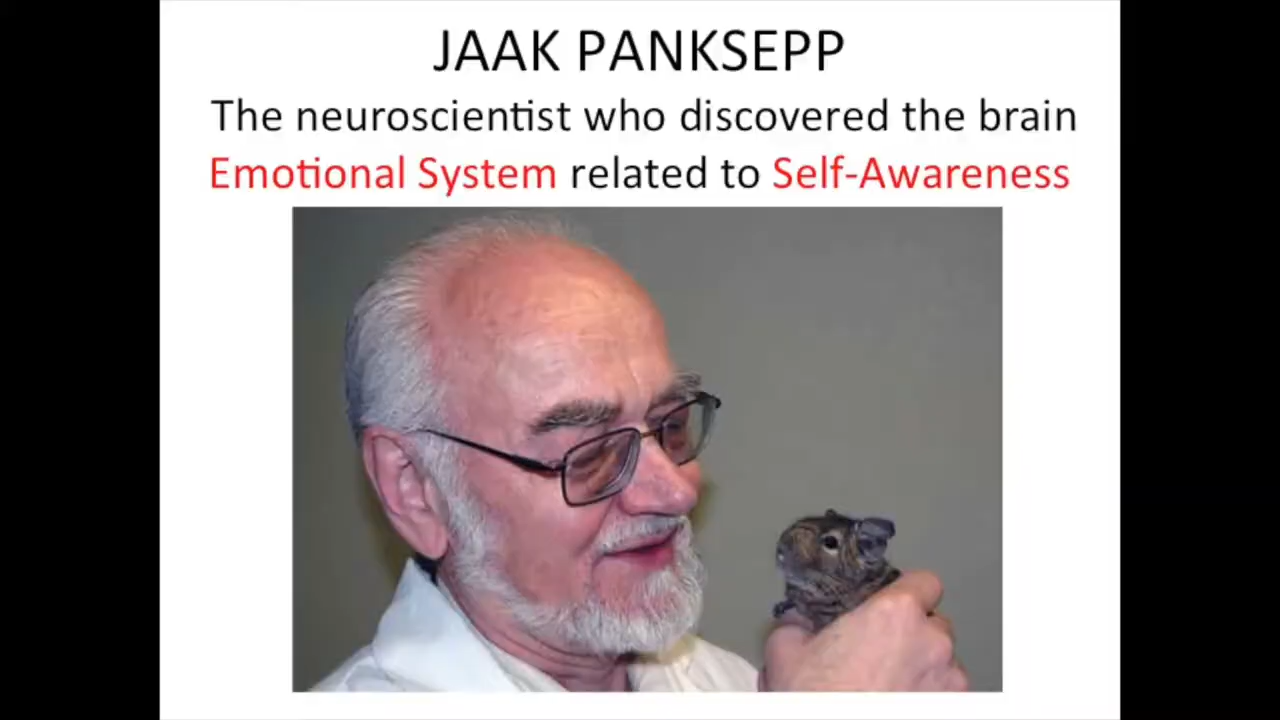 JAAK PANKSEPP
The neuroscientist who discovered the brain
Emotional System related to Self-Awareness